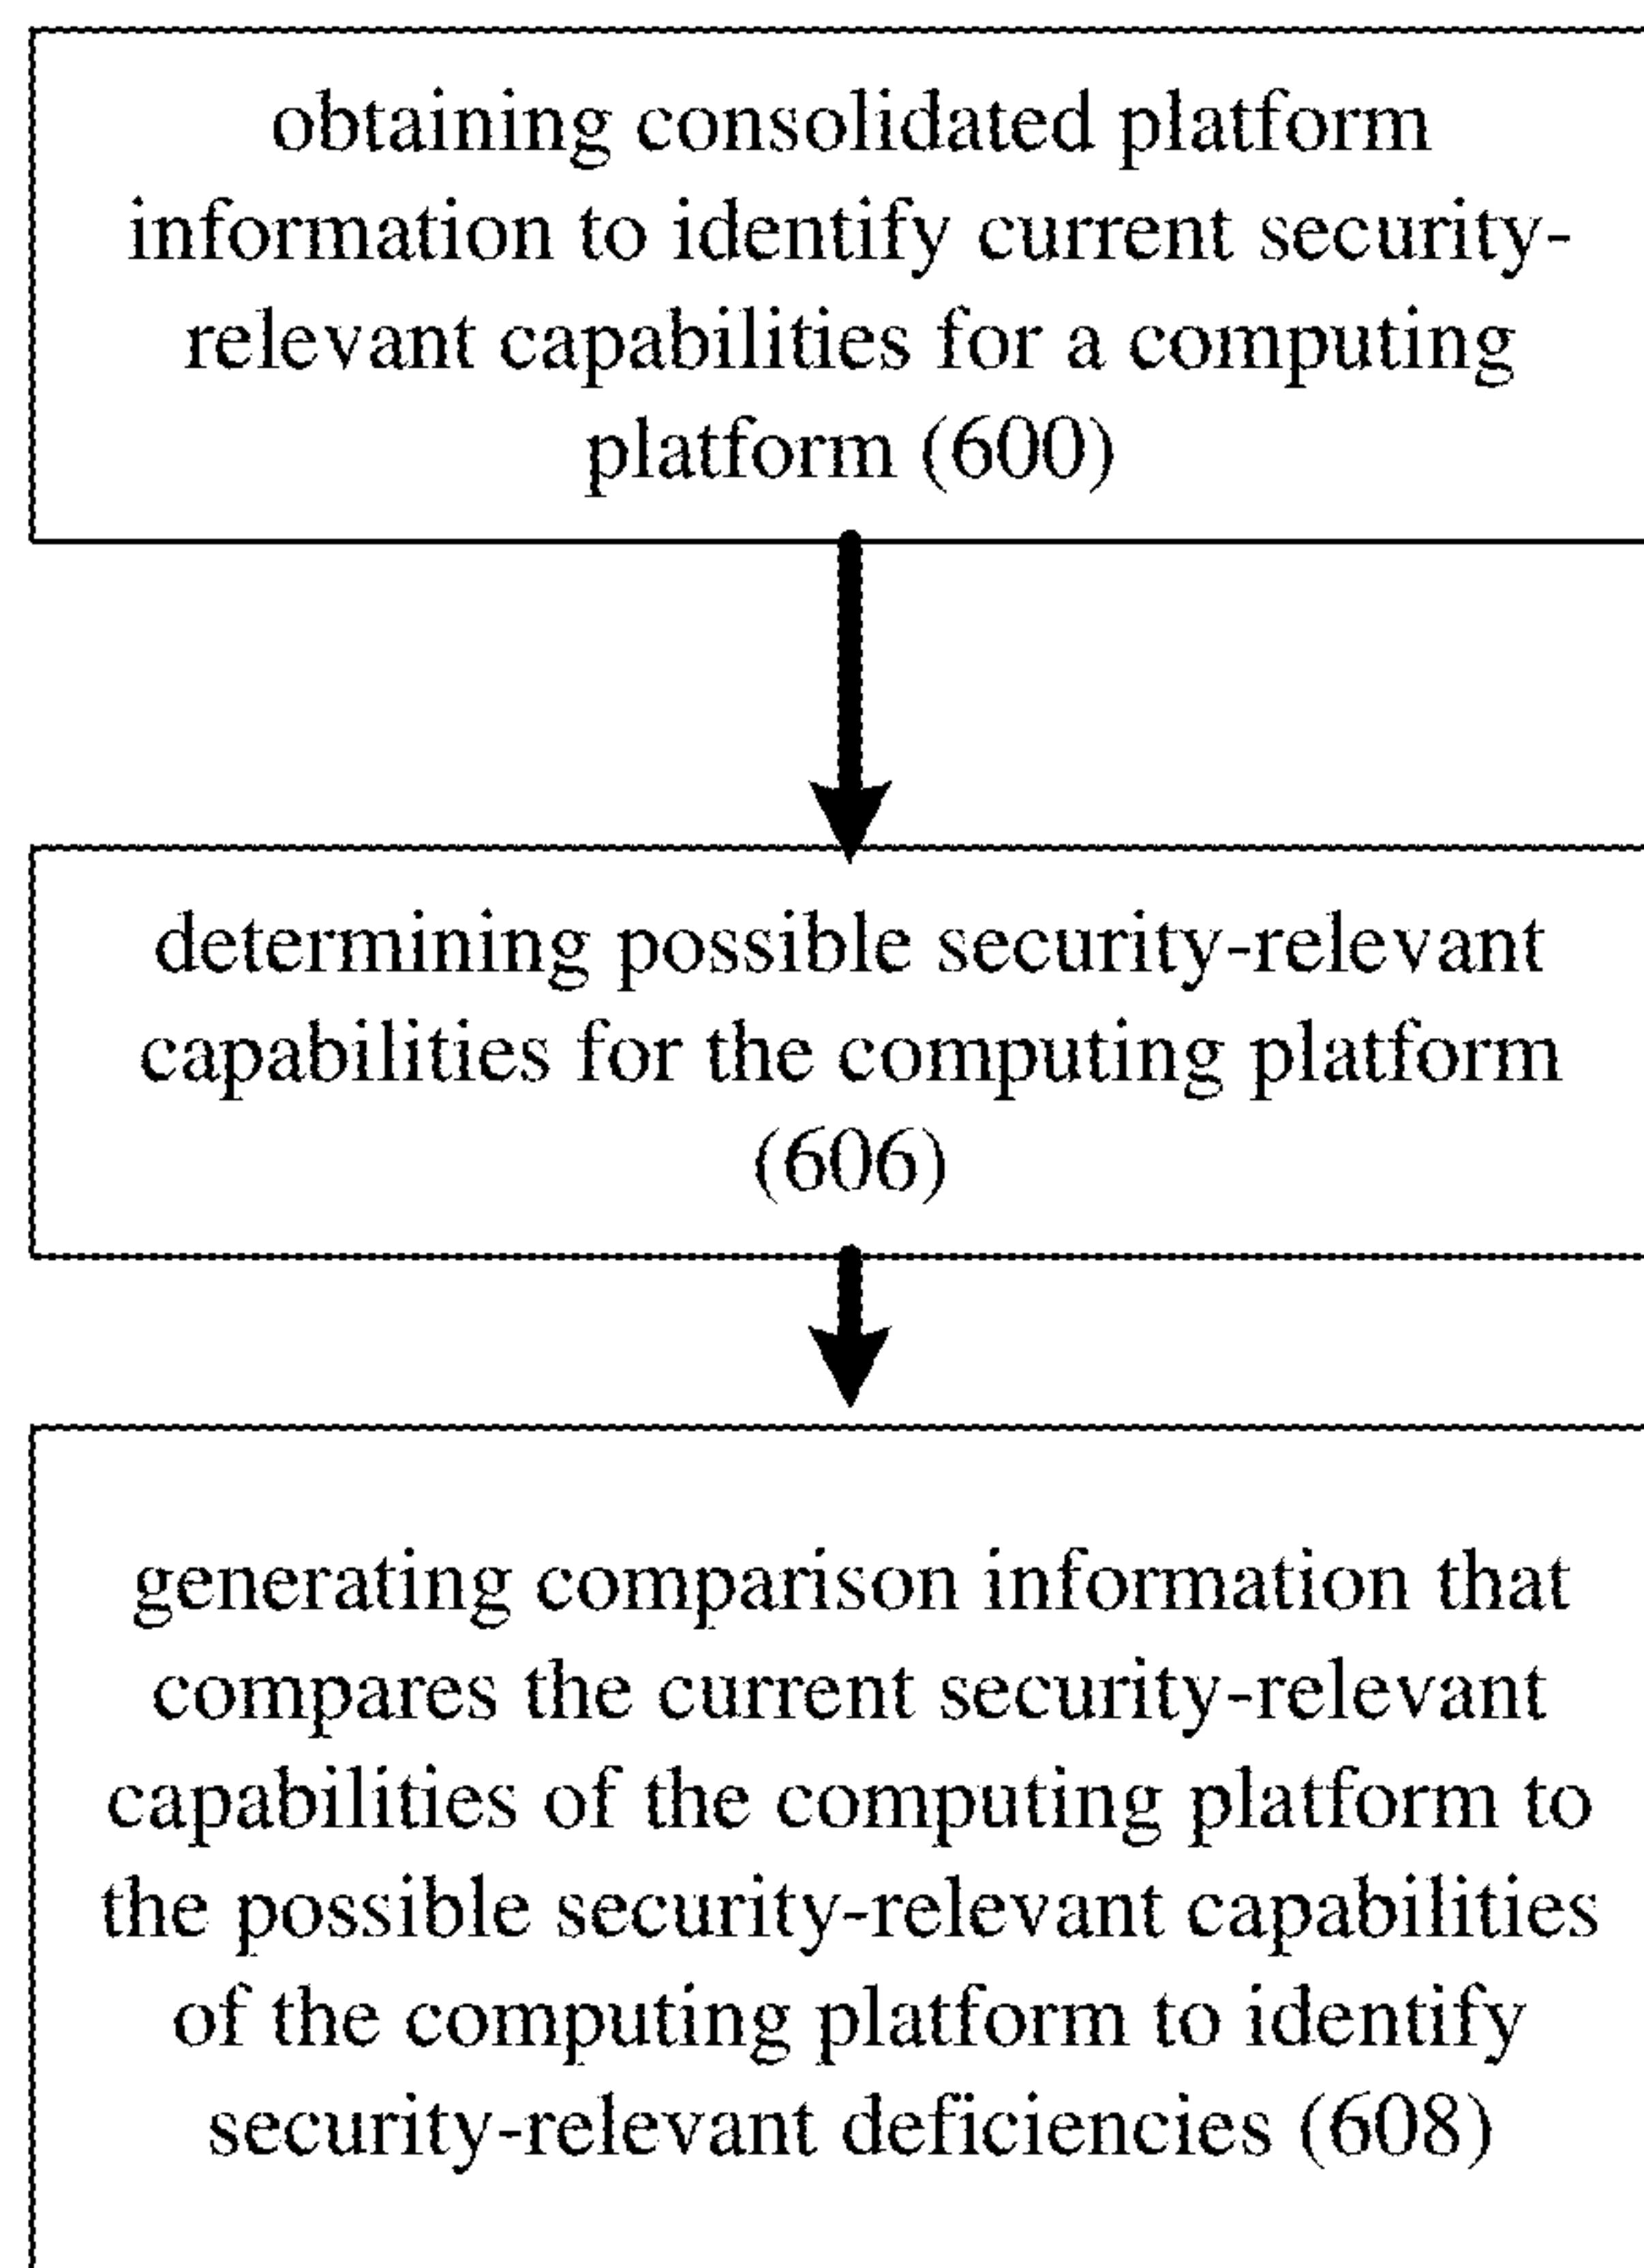 obtaining consolidated platform
information to identify current security-
relevant capabilities for a computing
platform (600)
determining possible security-relevant
capabilities for the computing platform
(606)
generating comparison information that
compares the current security-relevant
capabilities of the computing platform to
the possible security-relevant capabilities
of the computing platform to identify
security-relevant deficiencies (608)